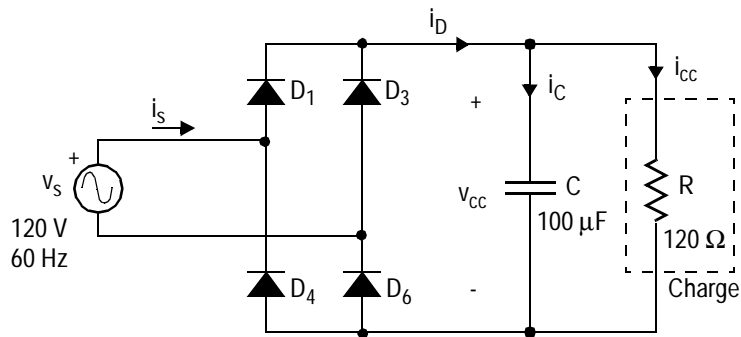 i_D
D_1
D_3
i_C
i_cc
i_s
+
+
v_s
v_cc
C
R
120 V
100 μF
120 Ω
60 Hz
D_4
D_6
-
Charge